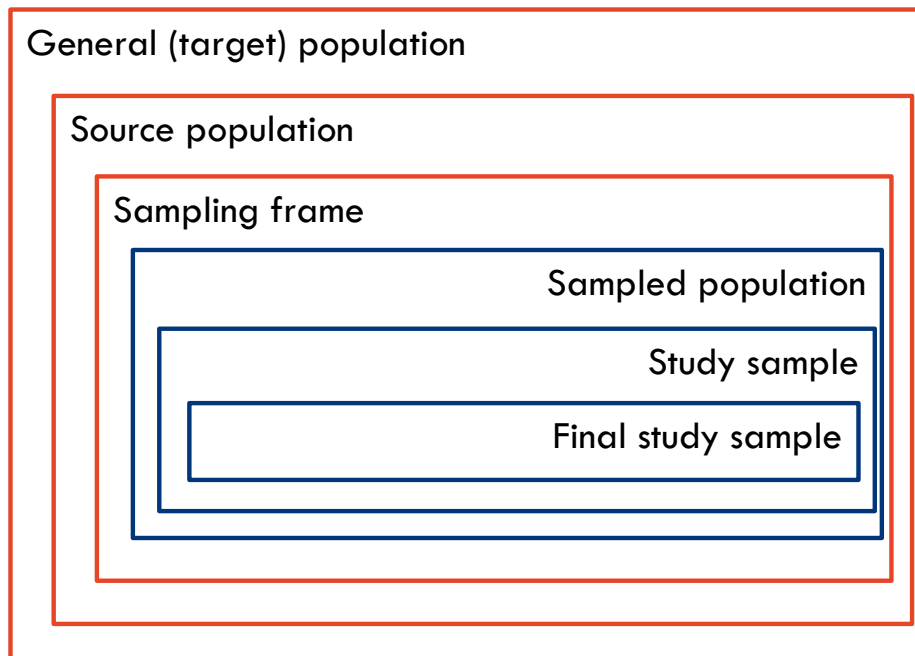 General (target) population
Source population
Sampling frame
Sampled population
Study sample
Final study sample